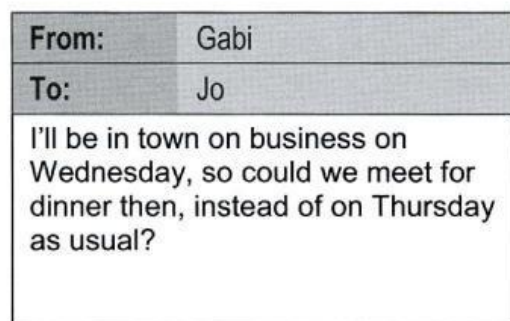 From: Gabi
To: Jo
I'll be in town on business on
Wednesday, so could we meet for
dinner then, instead of on Thursday
as usual?